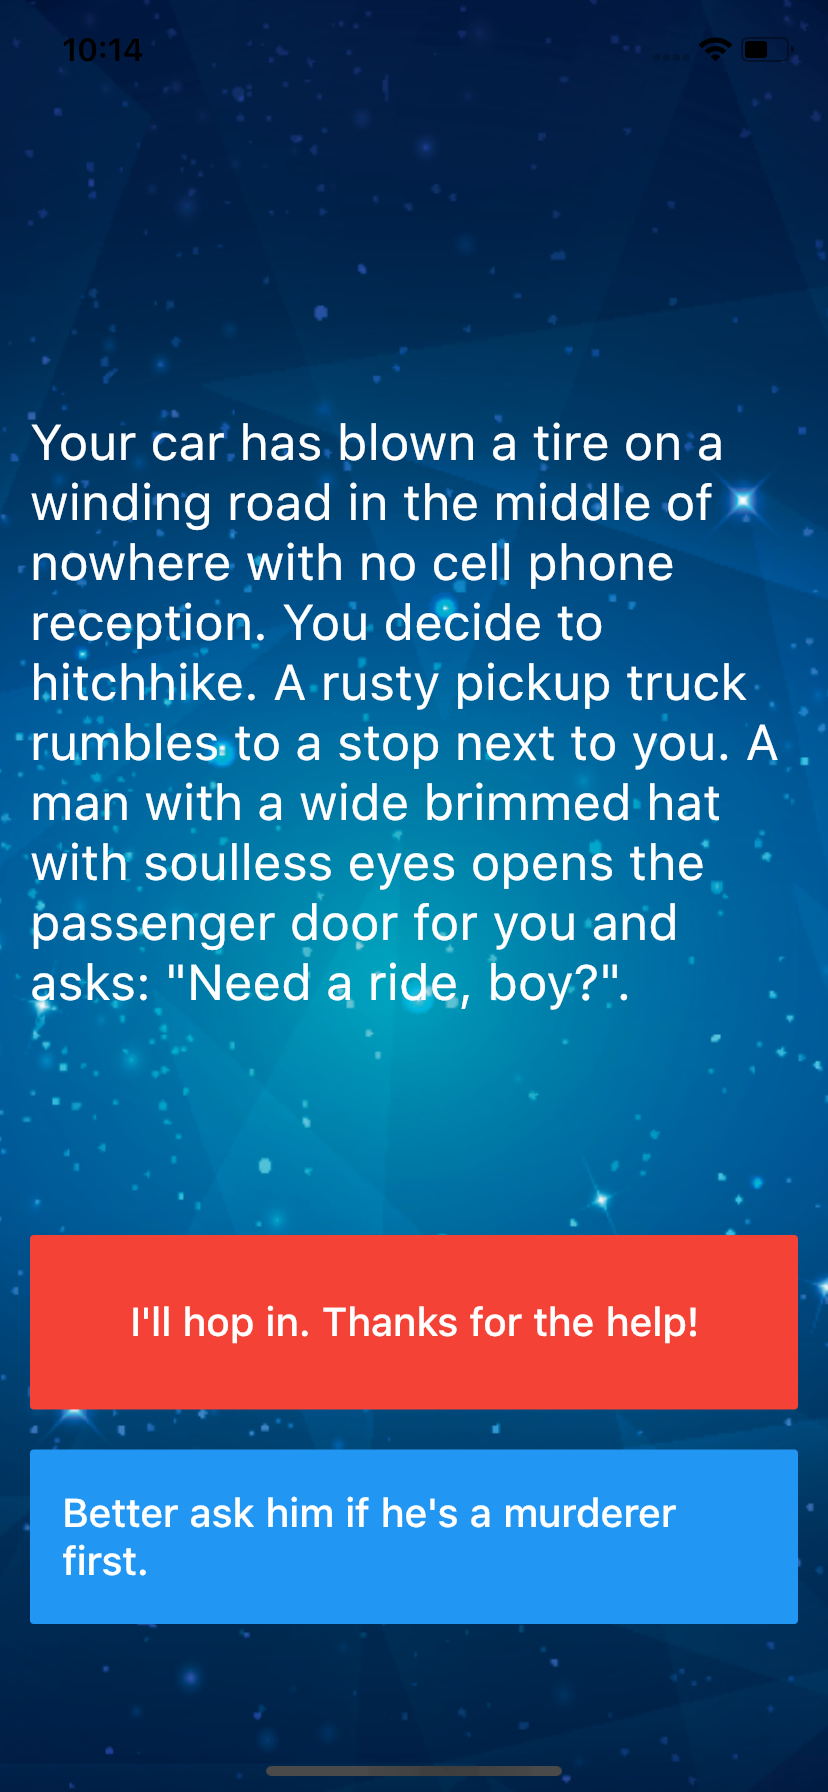 10:14
Your car has blown a tire on a
winding road in the middle of
nowhere with no cell phone
reception. You decide to
hitchhike. A rusty pickup truck
rumbles to a stop next to you. A
man with a wide brimmed hat
with soulless eyes opens the
passenger door for you and
asks: "Need a ride, boy?".
I'll hop in. Thanks for the help!
Better ask him if he's a murderer
first.